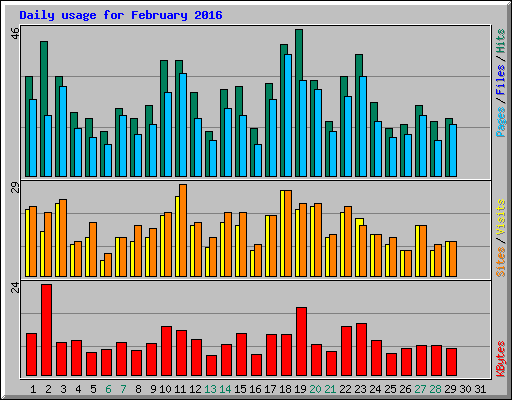 Daily usage for February 2016
46
Pages/Files/Hits
29
Sites/Visits
24
KBytes
1 2 3 4 5 6 7 8 9 10 11 12 13 14 15 16 17 18 19 20 21 22 23 24 25 26 27 28 29 30 31